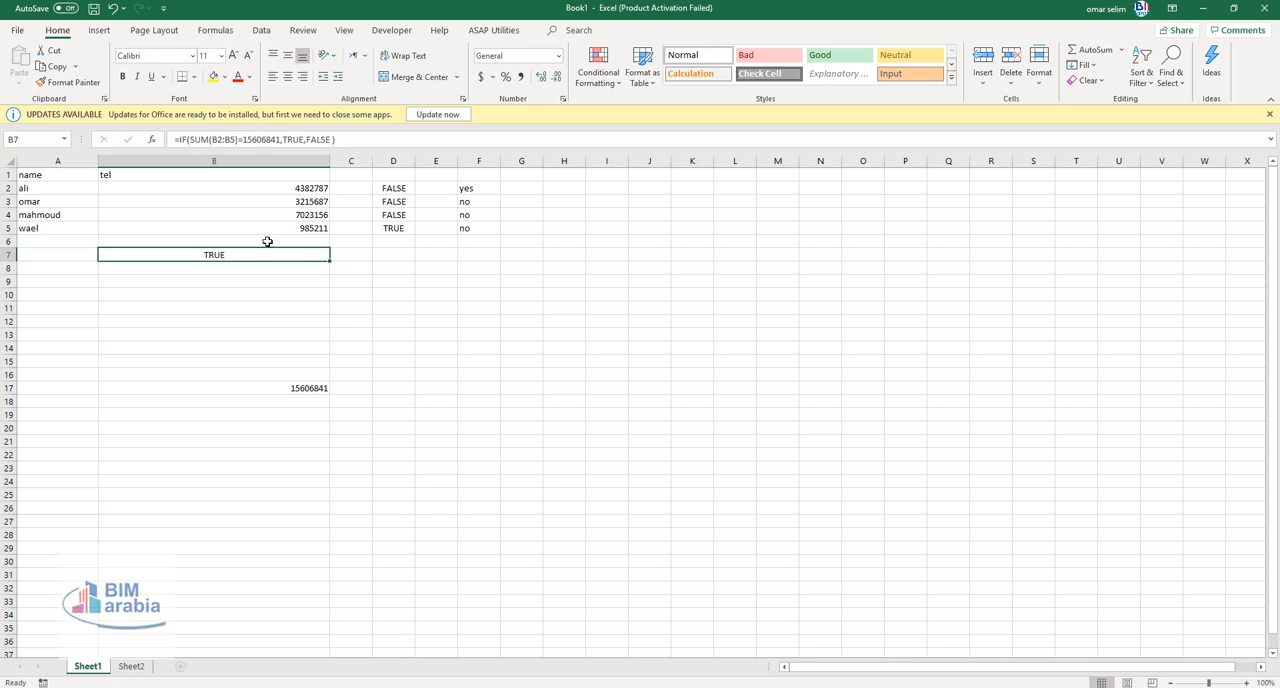 AutoSave Off Book1 - Excel (Product Activation Failed) omar selim
File Home Insert Page Layout Formulas Data Review View Developer Help ASAP Utilities Search Share Comments
Paste Cut Copy Format Painter Clipboard
Calibri 11 Font
Wrap Text Merge & Center Alignment
General Number
Conditional Formatting Format as Table
Normal Bad Good Neutral
Calculation Check Cell Explanatory ... Input
Styles
Insert Delete Format Cells
AutoSum Fill Clear Sort & Filter Find & Select Editing
Ideas Ideas
UPDATES AVAILABLE Updates for Office are ready to be installed, but first we need to close some apps. Update now
B7 fx =IF(SUM(B2:B5)=15606841,TRUE,FALSE )
A B C D E F G H I J K L M N O P Q R S T U V W X
1 name tel
2 ali 4382787 FALSE yes
3 omar 3215687 FALSE no
4 mahmoud 7023156 FALSE no
5 wael 985211 TRUE no
6
7 TRUE
8
9
10
11
12
13
14
15
16
17 15606841
18
19
20
21
22
23
24
25
26
27
28
29
30
31
32
33
34
35
36
37
BIM
arabia
Sheet1 Sheet2
Ready 100%